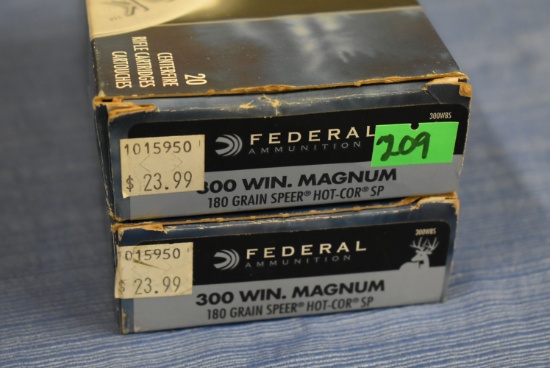 20
CENTERFIRE
RIFLE CARTRIDGES
CARTOUCHES
300WBS
FEDERAL
AMMUNITION
209
1015950
$ 23.99
300 WIN. MAGNUM
180 GRAIN SPEER® HOT-COR® SP
300WBS
FEDERAL
AMMUNITION
015950
$ 23.99
300 WIN. MAGNUM
180 GRAIN SPEER® HOT-COR® SP